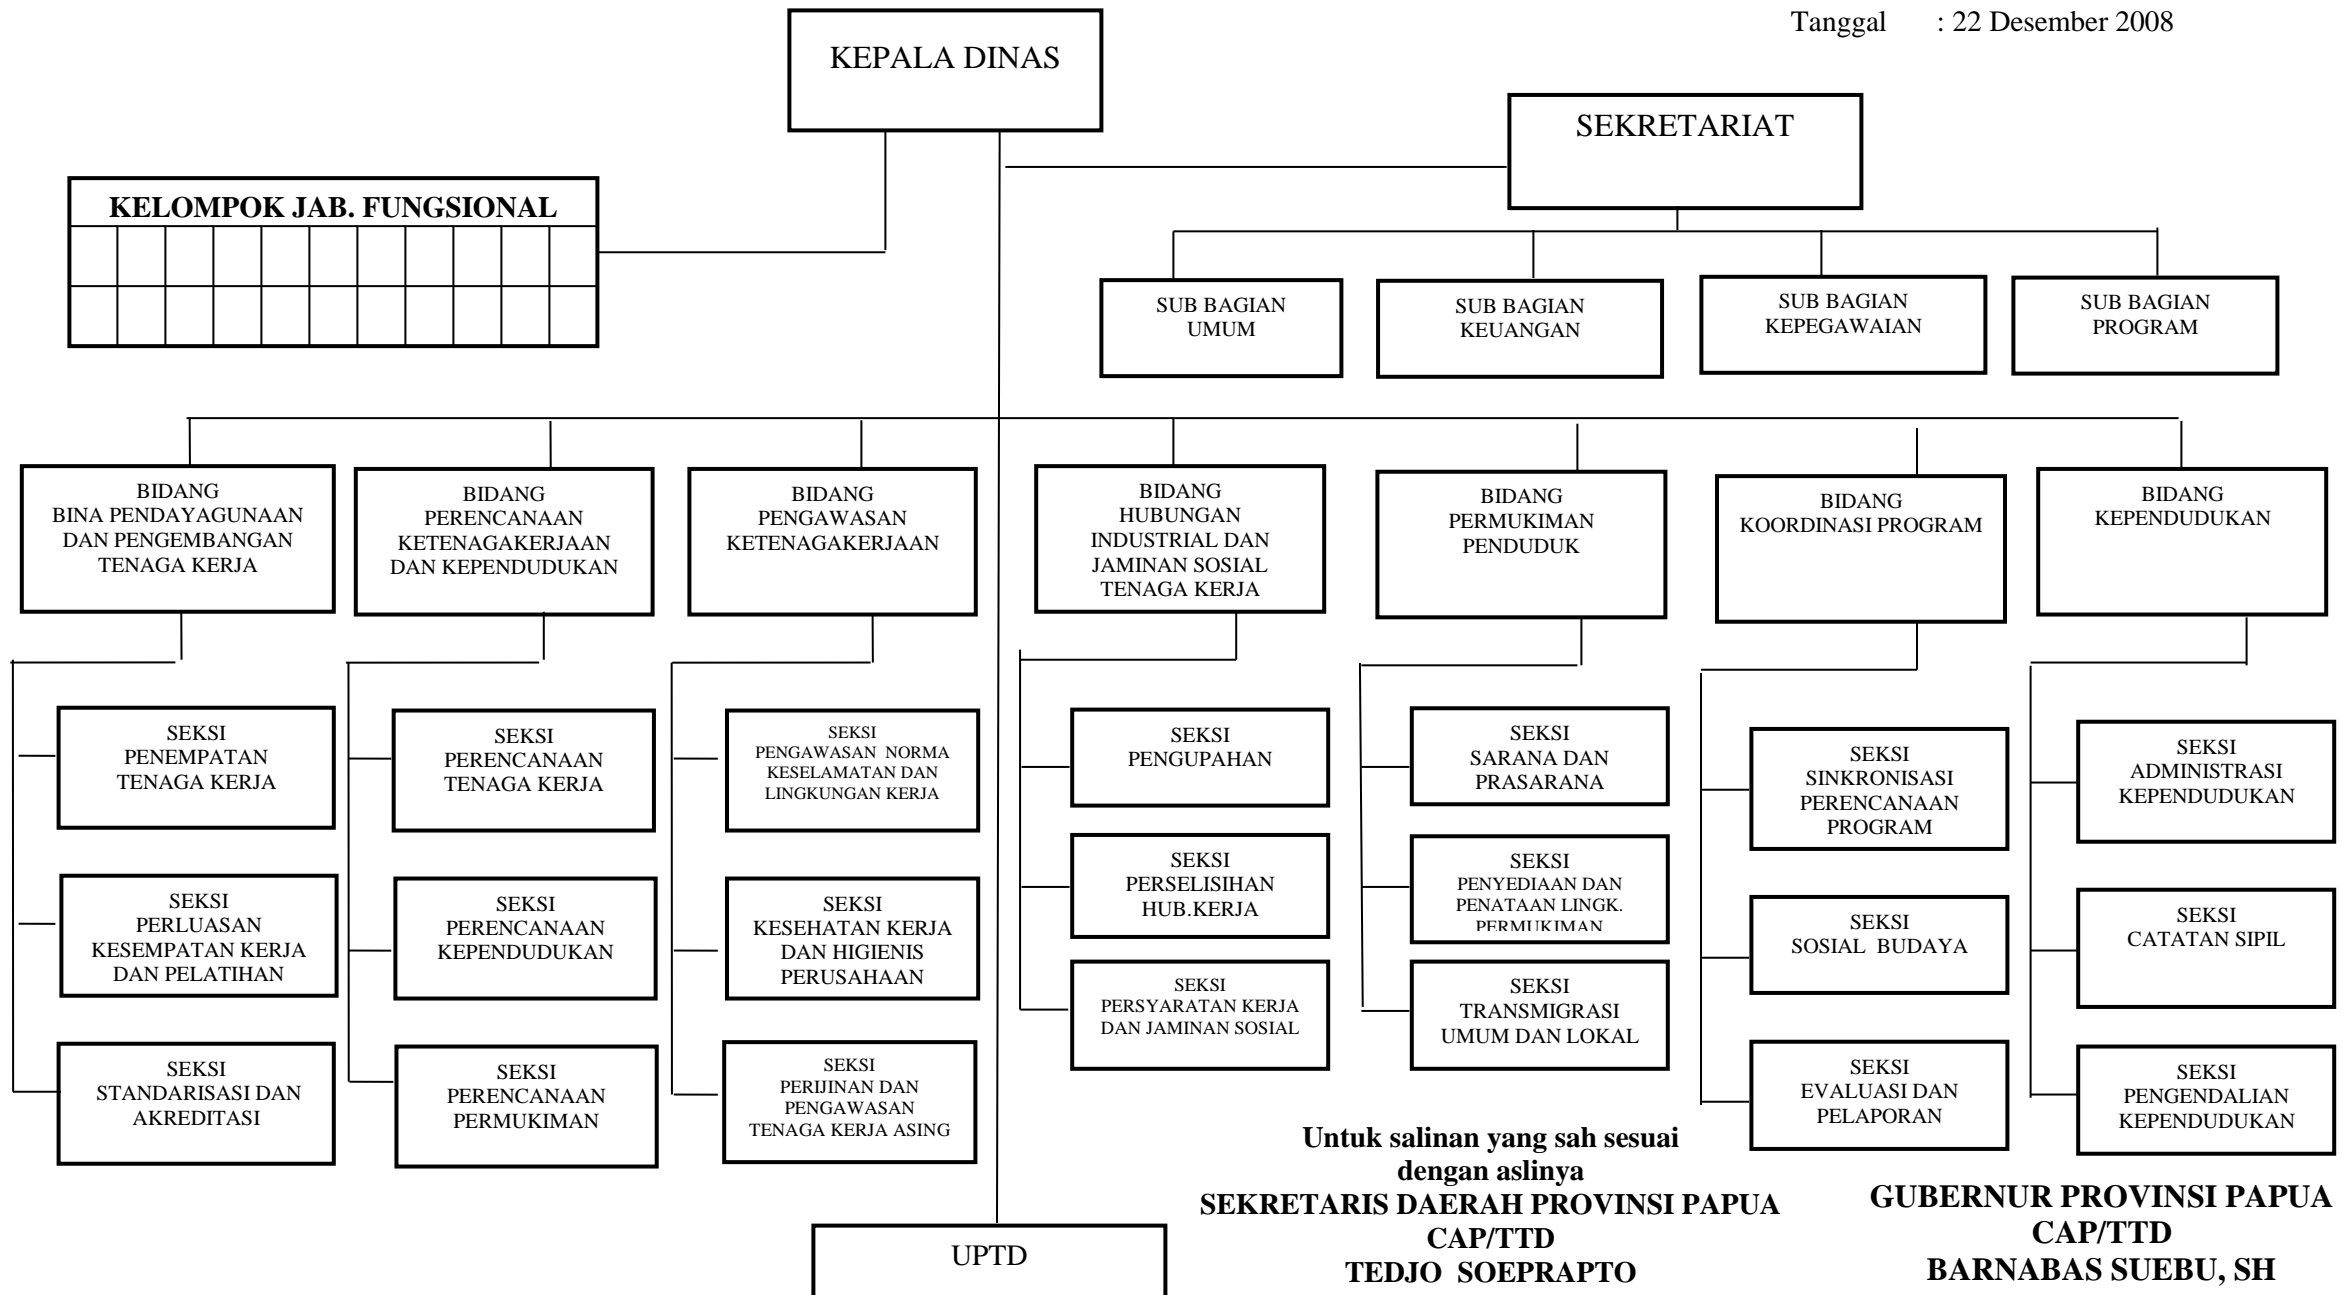 Tanggal : 22 Desember 2008
KEPALA DINAS
SEKRETARIAT
KELOMPOK JAB. FUNGSIONAL
SUB BAGIAN
UMUM
SUB BAGIAN
KEUANGAN
SUB BAGIAN
KEPEGAWAIAN
SUB BAGIAN
PROGRAM
BIDANG
BINA PENDAYAGUNAAN
DAN PENGEMBANGAN
TENAGA KERJA
BIDANG
PERENCANAAN
KETENAGAKERJAAN
DAN KEPENDUDUKAN
BIDANG
PENGAWASAN
KETENAGAKERJAAN
BIDANG
HUBUNGAN
INDUSTRIAL DAN
JAMINAN SOSIAL
TENAGA KERJA
BIDANG
PERMUKIMAN
PENDUDUK
BIDANG
KOORDINASI PROGRAM
BIDANG
KEPENDUDUKAN
SEKSI
PENEMPATAN
TENAGA KERJA
SEKSI
PERENCANAAN
TENAGA KERJA
SEKSI
PENGAWASAN NORMA
KESELAMATAN DAN
LINGKUNGAN KERJA
SEKSI
PENGUPAHAN
SEKSI
SARANA DAN
PRASARANA
SEKSI
SINKRONISASI
PERENCANAAN
PROGRAM
SEKSI
ADMINISTRASI
KEPENDUDUKAN
SEKSI
PERLUASAN
KESEMPATAN KERJA
DAN PELATIHAN
SEKSI
PERENCANAAN
KEPENDUDUKAN
SEKSI
KESEHATAN KERJA
DAN HIGIENIS
PERUSAHAAN
SEKSI
PERSELISIHAN
HUB.KERJA
SEKSI
PENYEDIAAN DAN
PENATAAN LINGK.
PERMUKIMAN
SEKSI
SOSIAL BUDAYA
SEKSI
CATATAN SIPIL
SEKSI
STANDARISASI DAN
AKREDITASI
SEKSI
PERENCANAAN
PERMUKIMAN
SEKSI
PERIJINAN DAN
PENGAWASAN
TENAGA KERJA ASING
SEKSI
PERSYARATAN KERJA
DAN JAMINAN SOSIAL
SEKSI
TRANSMIGRASI
UMUM DAN LOKAL
SEKSI
EVALUASI DAN
PELAPORAN
SEKSI
PENGENDALIAN
KEPENDUDUKAN
UPTD
Untuk salinan yang sah sesuai
dengan aslinya
SEKRETARIS DAERAH PROVINSI PAPUA
CAP/TTD
TEDJO SOEPRAPTO
GUBERNUR PROVINSI PAPUA
CAP/TTD
BARNABAS SUEBU, SH